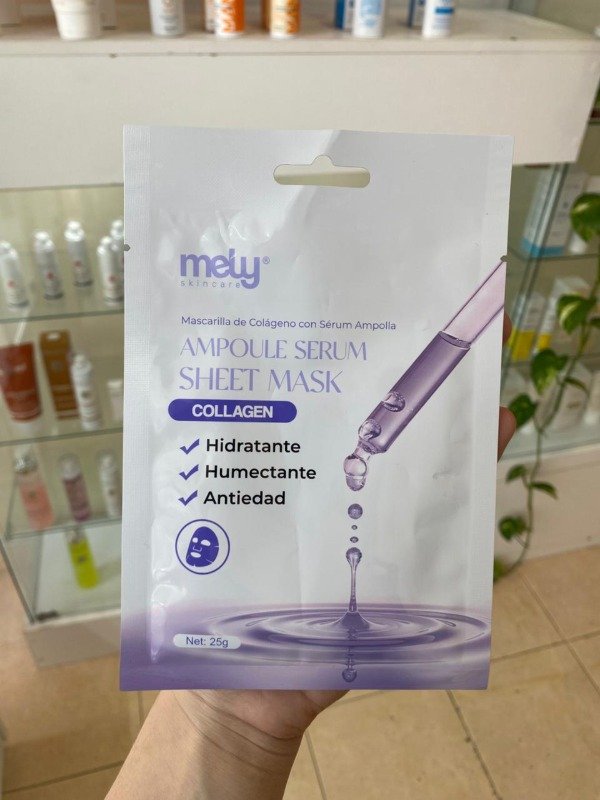 mely®
skincare
Mascarilla de Colágeno con Sérum Ampolla
AMPOULE SERUM
SHEET MASK
COLLAGEN
Hidratante
Humectante
Antiedad
Net: 25g